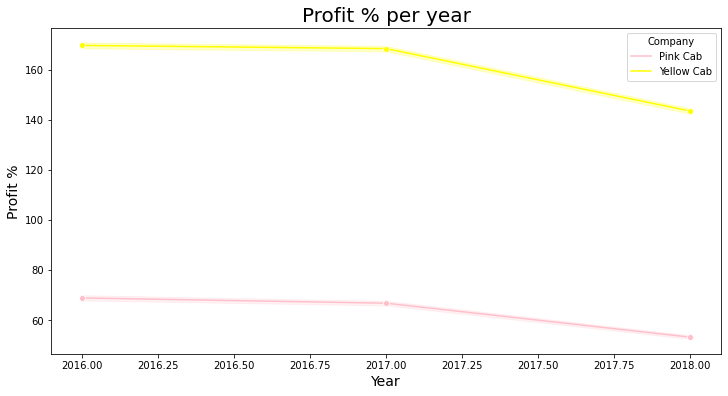 Profit % per year
Company
Pink Cab
Yellow Cab
Profit %
160
140
120
100
80
60
2016.00 2016.25 2016.50 2016.75 2017.00 2017.25 2017.50 2017.75 2018.00
Year